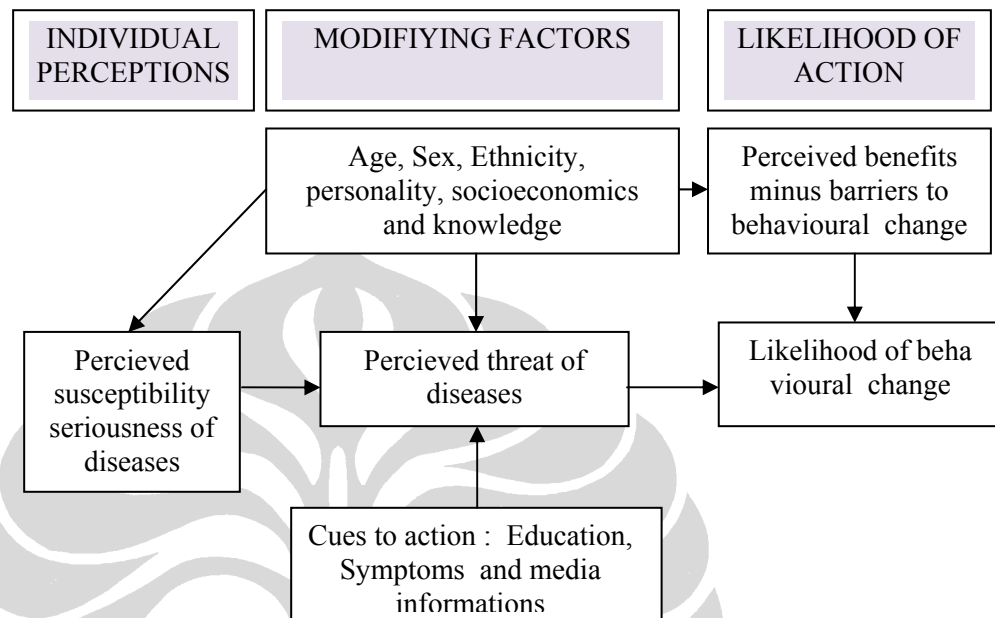 INDIVIDUAL
PERCEPTIONS
MODIFIYING FACTORS
LIKELIHOOD OF
ACTION
Age, Sex, Ethnicity,
personality, socioeconomics
and knowledge
Perceived benefits
minus barriers to
behavioural change
Percieved
susceptibility
seriousness of
diseases
Percieved threat of
diseases
Likelihood of beha
vioural change
Cues to action : Education,
Symptoms and media
informations